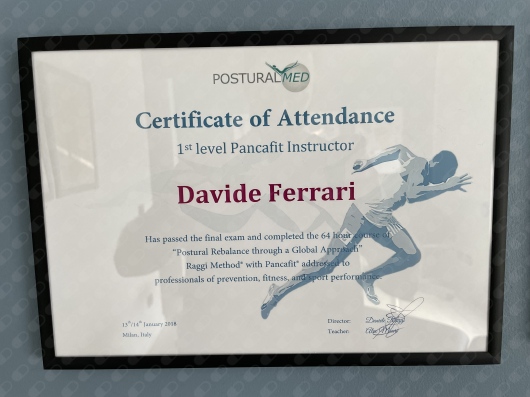 POSTURALMED
Certificate of Attendance
1st level Pancafit Instructor
Davide Ferrari
Has passed the final exam and completed the 64 hour course of
"Postural Rebalance through a Global Approach"
Raggi Method® with Pancafit® addressed to
professionals of prevention, fitness, and sport performance.
13th/14th January 2018
Milan, Italy
Director:
Teacher: